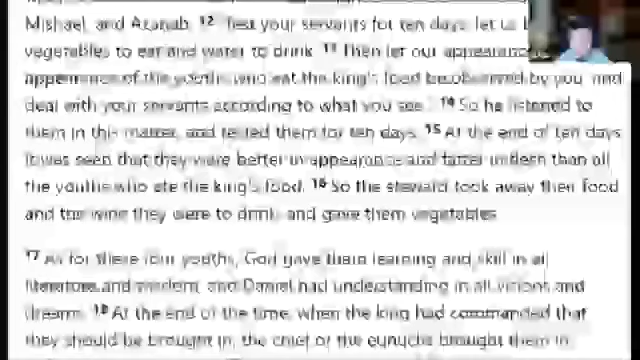 Mishael, and Azariah, 12 "Test your servants for ten days; let us b
vegetables to eat and water to drink. 13 Then let our appearance
appearance of the youths who eat the king's food be observed by you, and
deal with your servants according to what you see." 14 So he listened to
them in this matter, and tested them for ten days. 15 At the end of ten days
it was seen that they were better in appearance and fatter in flesh than all
the youths who ate the king's food. 16 So the steward took away their food
and the wine they were to drink, and gave them vegetables.
17 As for these four youths, God gave them learning and skill in all
literature and wisdom, and Daniel had understanding in all visions and
dreams. 18 At the end of the time, when the king had commanded that
they should be brought in, the chief of the eunuchs brought them in